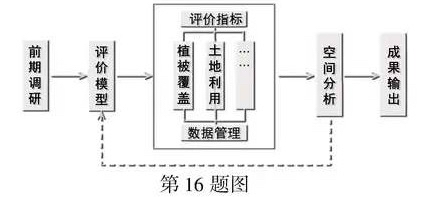 前期调研
评价模型
评价指标
植被覆盖
土地利用
……
数据管理
空间分析
成果输出
第16题图